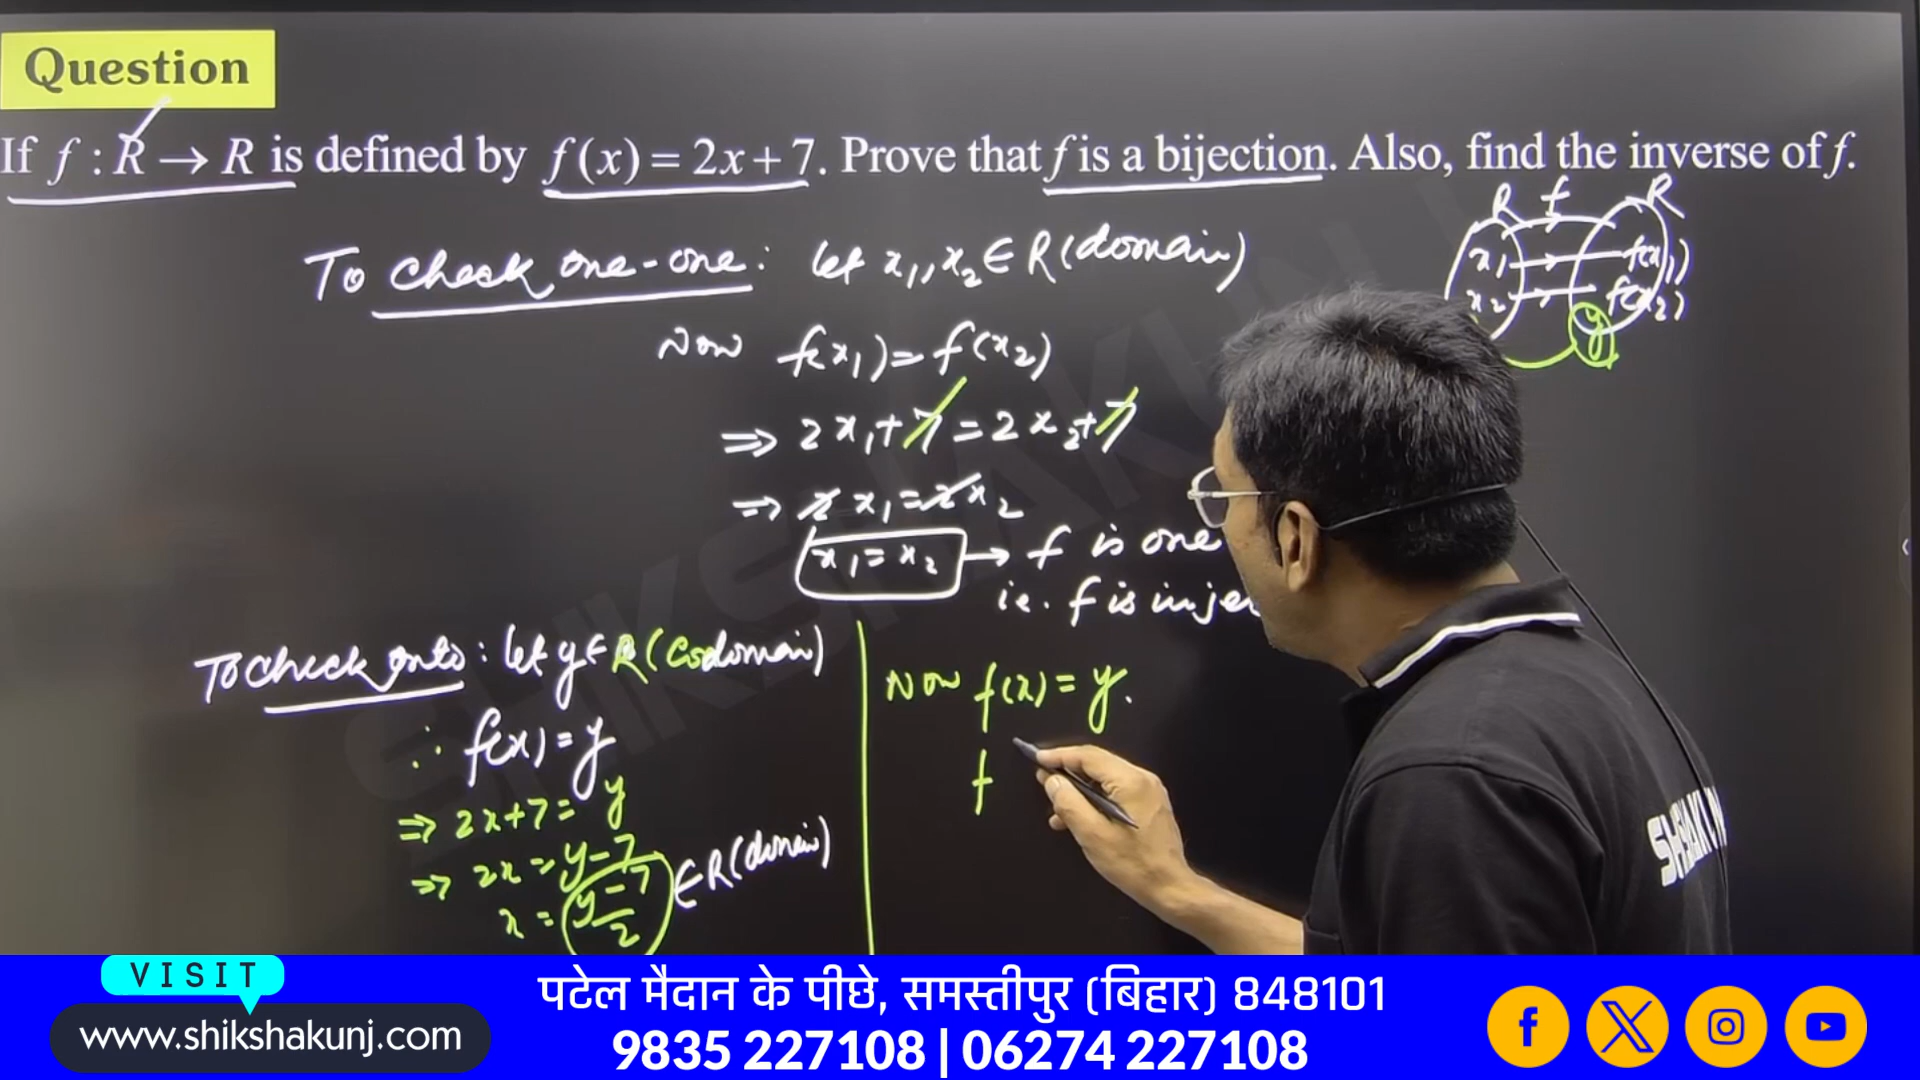 Question
If f : R → R is defined by f(x) = 2x + 7. Prove that f is a bijection. Also, find the inverse of f.
R f R
x₁ f(x₁)
x₂ f(x₂)
y
To check one-one: let x₁, x₂ ∈ R (domain)
Now f(x₁) = f(x₂)
⇒ 2x₁ + 7 = 2x₂ + 7
⇒ 2x₁ = 2x₂
x₁ = x₂ → f is one
i.e. f is inje
To check onto: let y ∈ R (Codomain)
∴ f(x) = y
⇒ 2x + 7 = y
⇒ 2x = y - 7
x = (y - 7)/2 ∈ R (domain)
Now f(x) = y.
f
SHIKSHAKUNJ
VISIT
www.shikshakunj.com
पटेल मैदान के पीछे, समस्तीपुर (बिहार) 848101
9835 227108 | 06274 227108